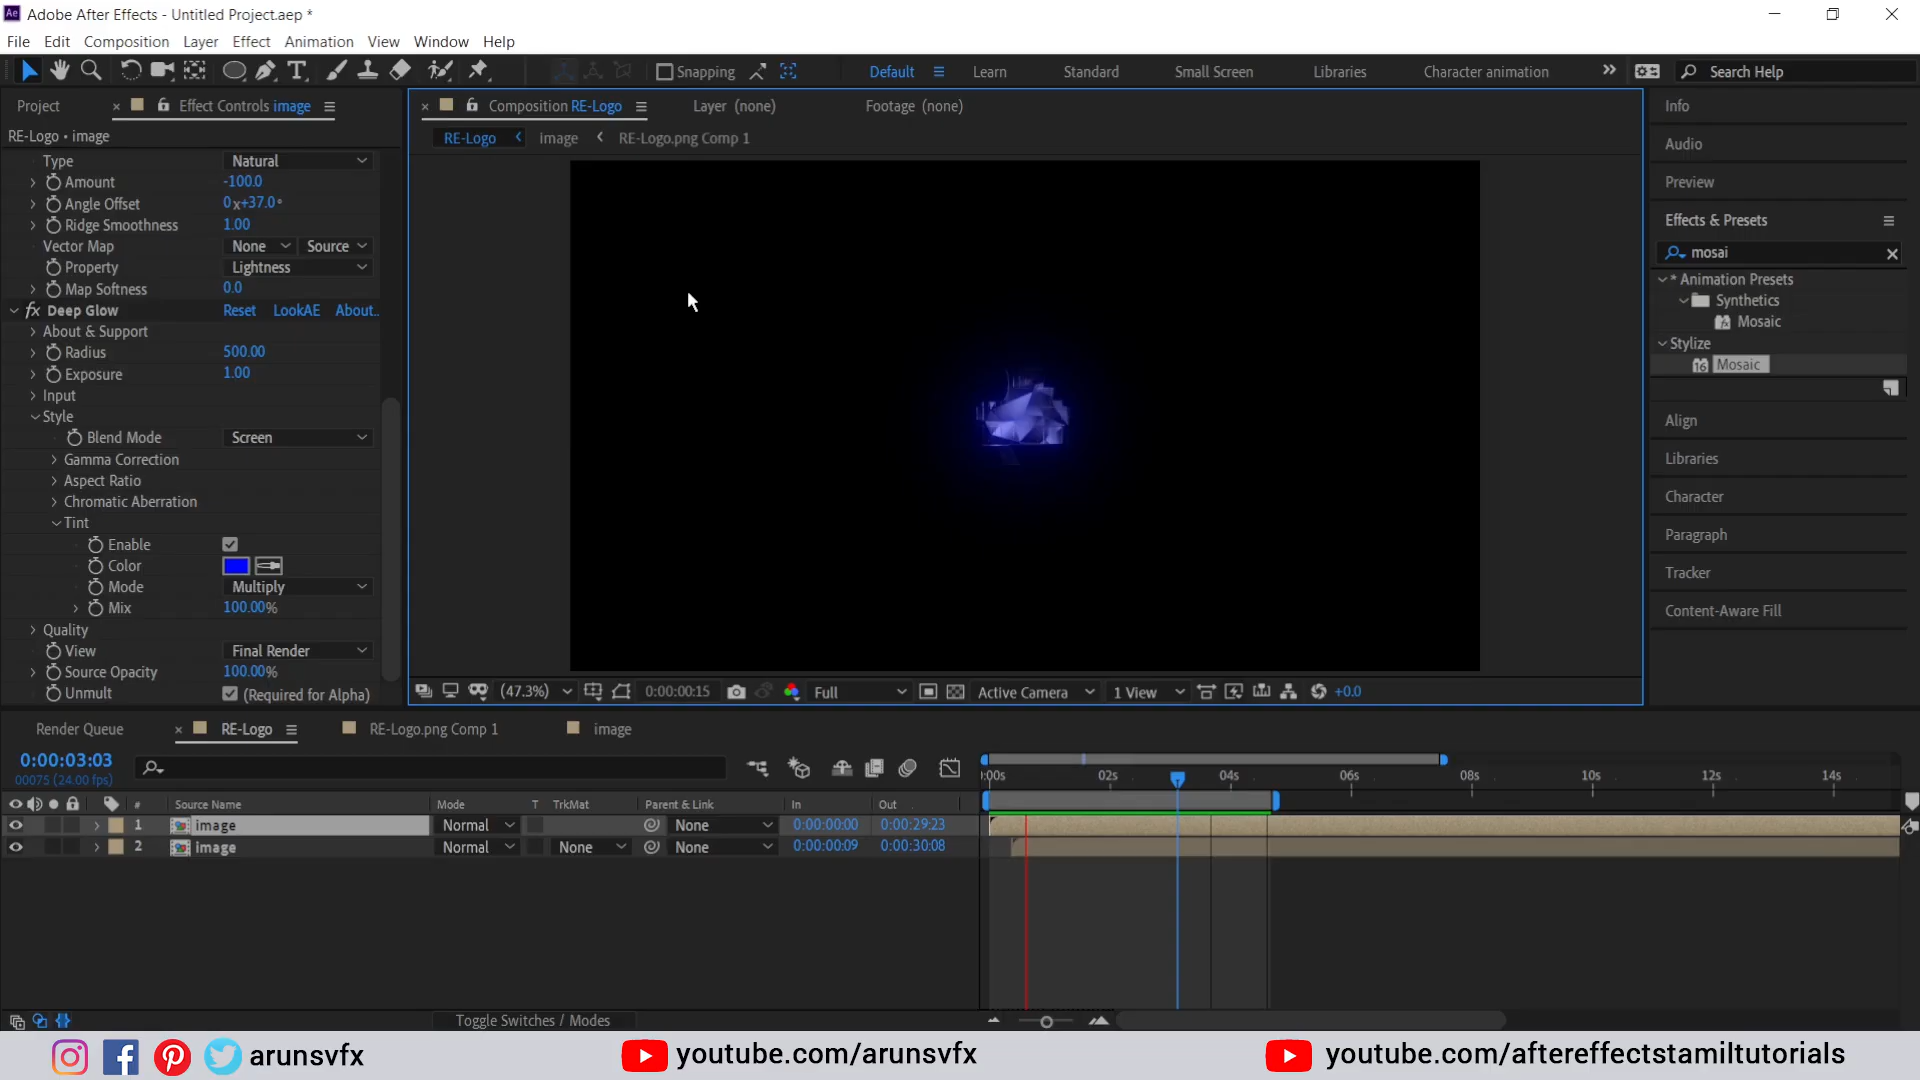 Adobe After Effects - Untitled Project.aep *
File Edit Composition Layer Effect Animation View Window Help
Snapping Default Learn Standard Small Screen Libraries Character animation Search Help
Project Effect Controls image
RE-Logo • image
Type Natural
Amount -100.0
Angle Offset 0x+37.0°
Ridge Smoothness 1.00
Vector Map None Source
Property Lightness
Map Softness 0.0
fx Deep Glow Reset LookAE About..
About & Support
Radius 500.00
Exposure 1.00
Input
Style
Blend Mode Screen
Gamma Correction
Aspect Ratio
Chromatic Aberration
Tint
Enable
Color
Mode Multiply
Mix 100.00%
Quality
View Final Render
Source Opacity 100.00%
Unmult (Required for Alpha)
Composition RE-Logo Layer (none) Footage (none)
RE-Logo image RE-Logo.png Comp 1
(47.3%) 0:00:00:15 Full Active Camera 1 View +0.0
Info
Audio
Preview
Effects & Presets
mosai
* Animation Presets
Synthetics
Mosaic
Stylize
Mosaic
Align
Libraries
Character
Paragraph
Tracker
Content-Aware Fill
Render Queue RE-Logo RE-Logo.png Comp 1 image
0:00:03:03
00075 (24.00 fps)
:00s 02s 04s 06s 08s 10s 12s 14s
# Source Name Mode T TrkMat Parent & Link In Out
1 image Normal None 0:00:00:00 0:00:29:23
2 image Normal None None 0:00:00:09 0:00:30:08
Toggle Switches / Modes
arunsvfx youtube.com/arunsvfx youtube.com/aftereffectstamiltutorials